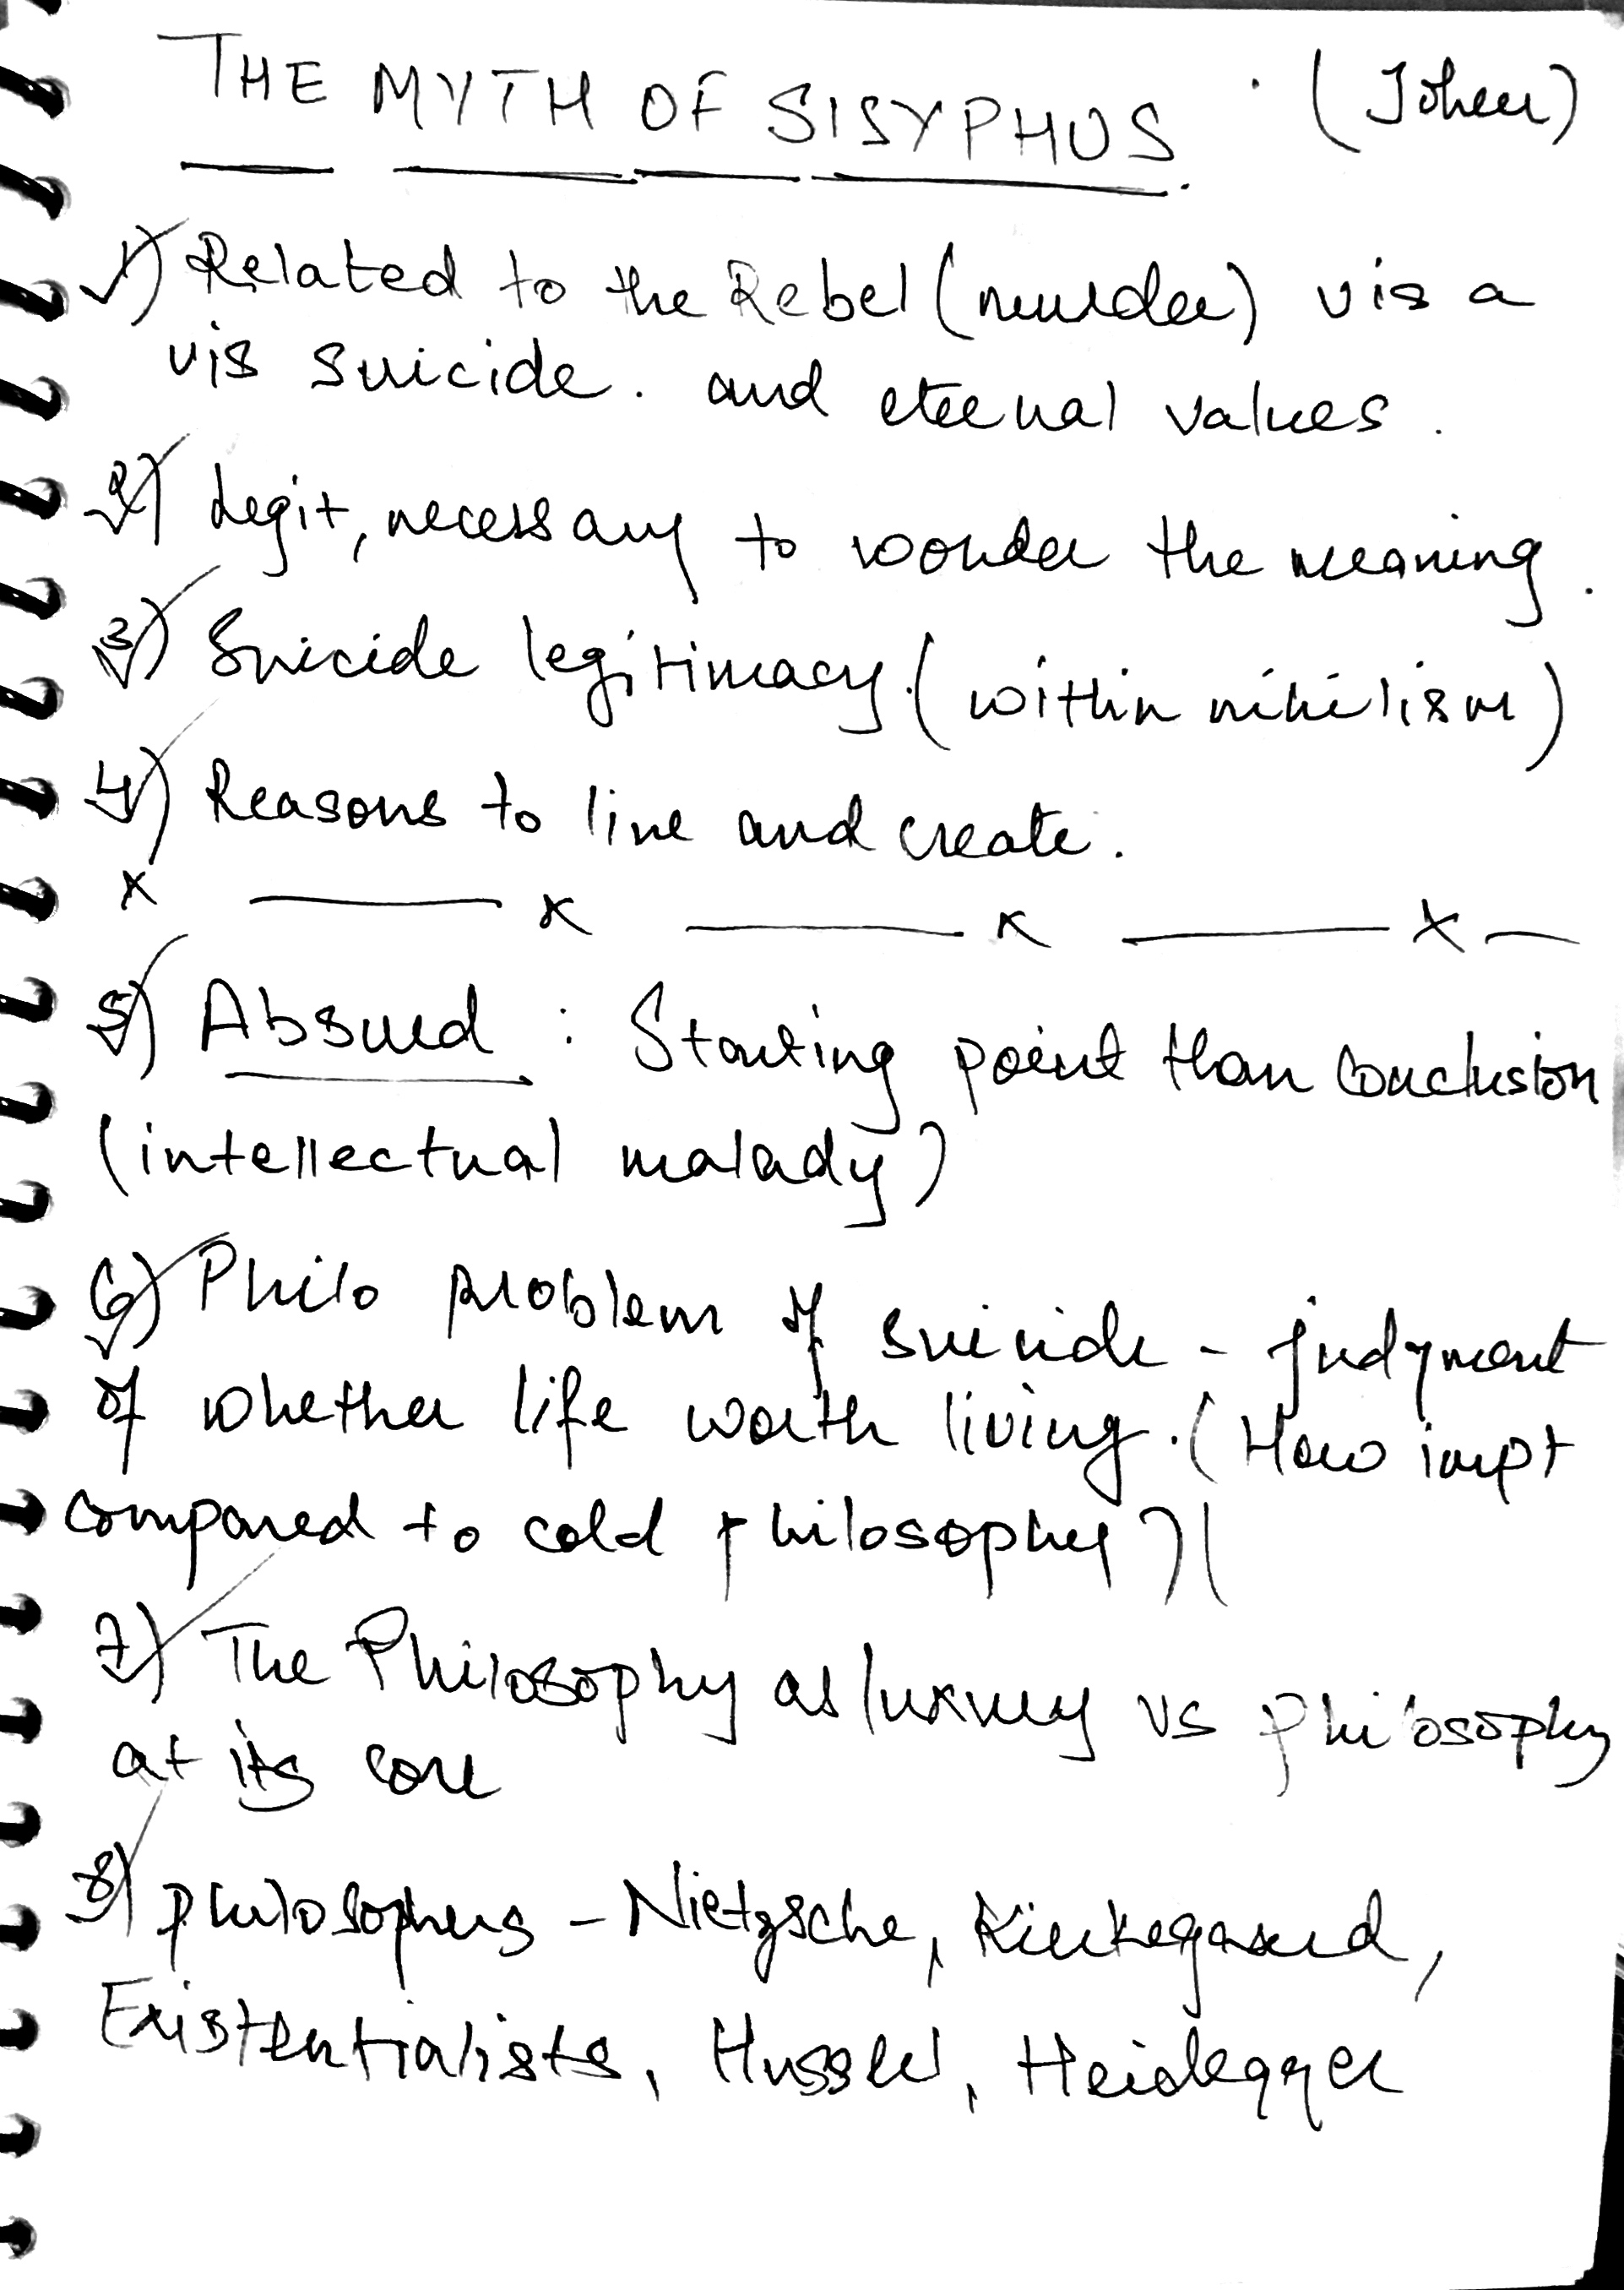 THE MYTH OF SISYPHUS.
1) Related to the Rebel (murder) vis a
vis suicide. and eternal values.
2) Legit, necessary to wonder the meaning.
3) Suicide legitimacy. (within nihilism)
4) Reasons to live and create.
x ——— x ——— x ——— x —
5) Absurd : Starting point than conclusion
(intellectual malady)
6) Philo problem of suicide - judgment
of whether life worth living. (How impt
compared to cold philosophy?)
7) The Philosophy as luxury vs philosophy
at its core
8) philosophers - Nietzsche, Kierkegaard,
Existentialists, Husserl, Heidegger